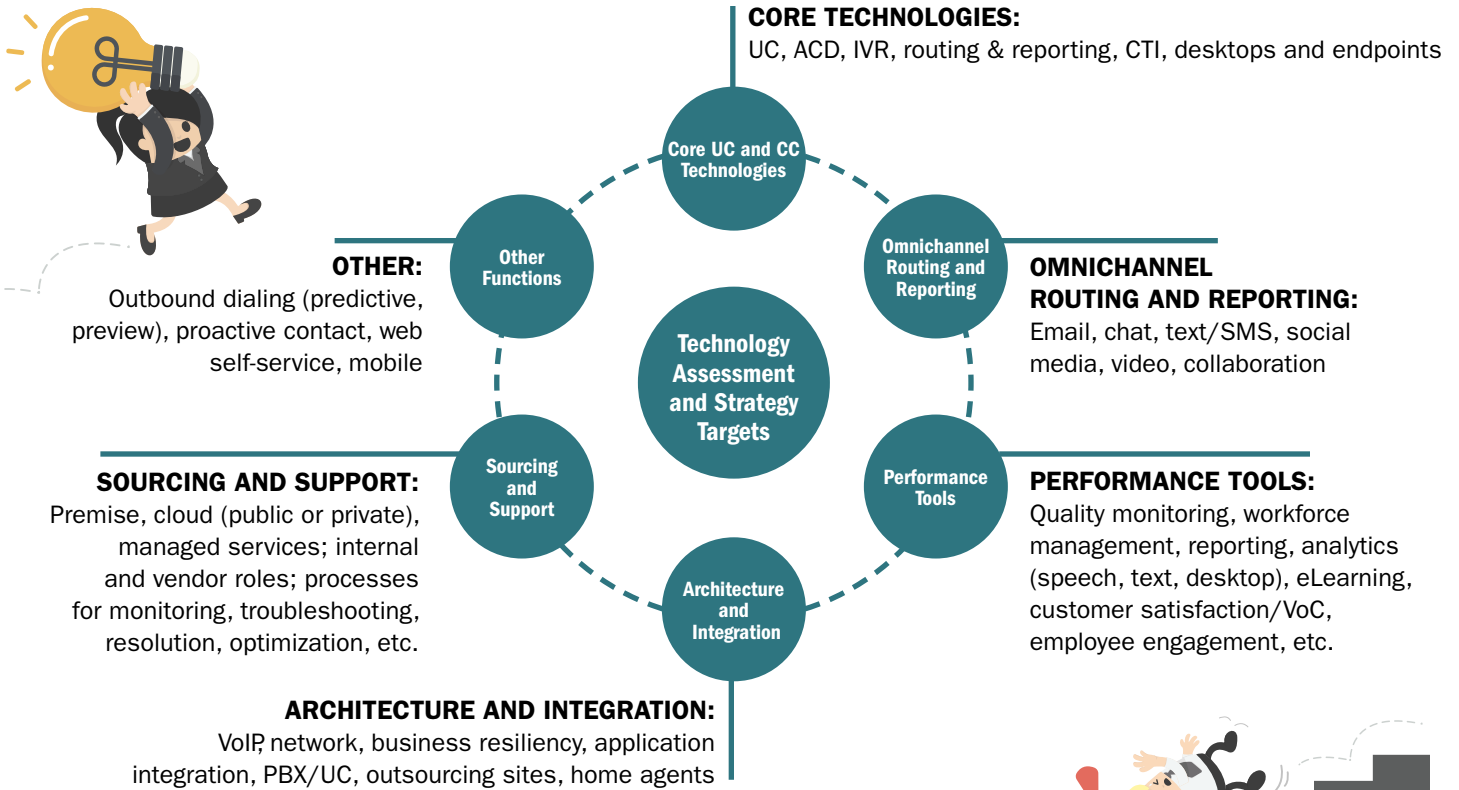 CORE TECHNOLOGIES:
UC, ACD, IVR, routing & reporting, CTI, desktops and endpoints
Core UC and CC
Technologies
Omnichannel
Routing and
Reporting
OMNICHANNEL
ROUTING AND REPORTING:
Email, chat, text/SMS, social
media, video, collaboration
Other
Functions
OTHER:
Outbound dialing (predictive,
preview), proactive contact, web
self-service, mobile
Technology
Assessment
and Strategy
Targets
Sourcing
and
Support
SOURCING AND SUPPORT:
Premise, cloud (public or private),
managed services; internal
and vendor roles; processes
for monitoring, troubleshooting,
resolution, optimization, etc.
Performance
Tools
PERFORMANCE TOOLS:
Quality monitoring, workforce
management, reporting, analytics
(speech, text, desktop), eLearning,
customer satisfaction/VoC,
employee engagement, etc.
Architecture
and
Integration
ARCHITECTURE AND INTEGRATION:
VoIP, network, business resiliency, application
integration, PBX/UC, outsourcing sites, home agents